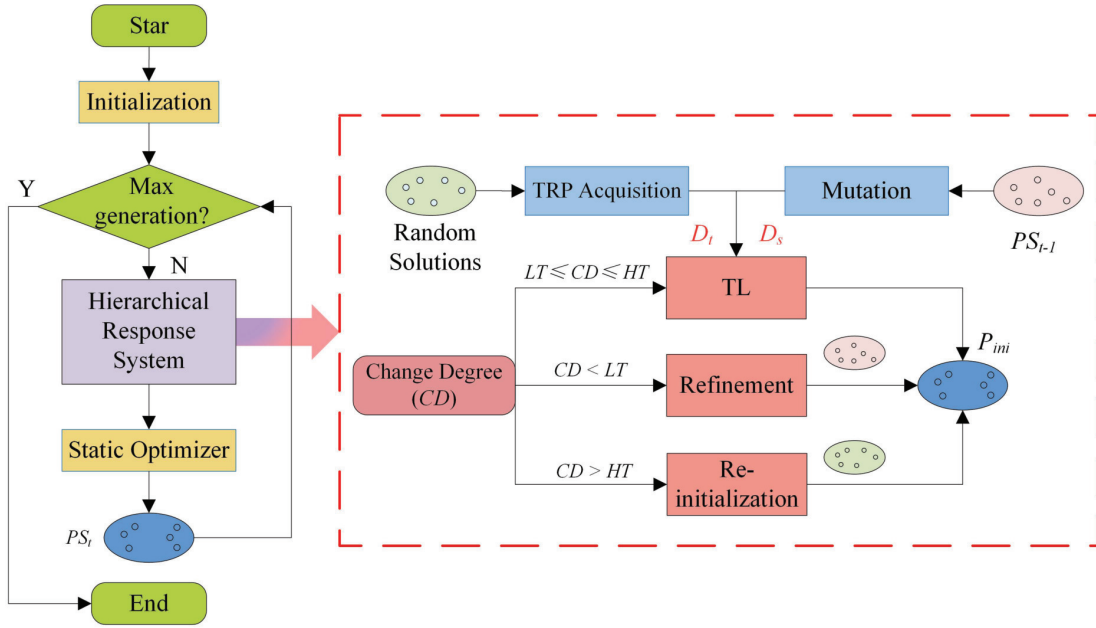 Star
Initialization
Y
Max
generation?
N
Hierarchical
Response
System
Static Optimizer
PSt
End
TRP Acquisition
Mutation
Random
Solutions
Dt
Ds
PSt-1
LT ≤ CD ≤ HT
TL
Change Degree
(CD)
CD < LT
Refinement
Pini
CD > HT
Re-
initialization